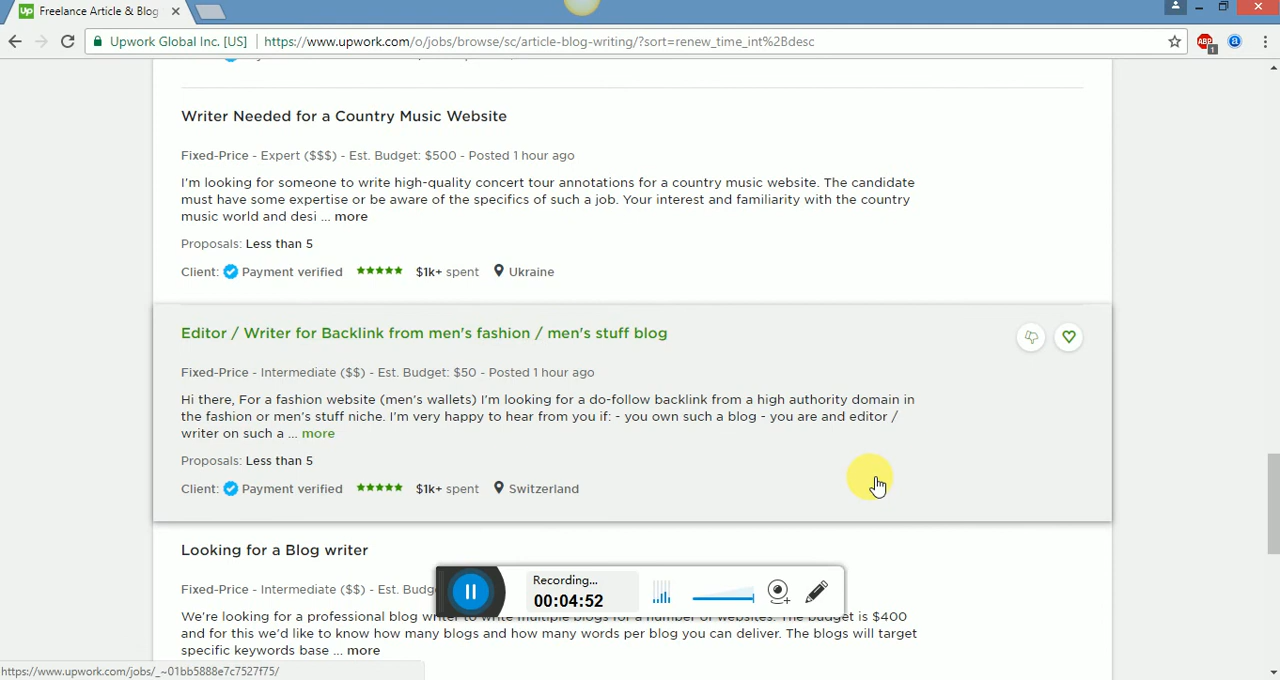 Freelance Article & Blog
Upwork Global Inc. [US] https://www.upwork.com/o/jobs/browse/sc/article-blog-writing/?sort=renew_time_int%2Bdesc
ABP
1
a
Writer Needed for a Country Music Website
Fixed-Price - Expert ($$$) - Est. Budget: $500 - Posted 1 hour ago
I'm looking for someone to write high-quality concert tour annotations for a country music website. The candidate
must have some expertise or be aware of the specifics of such a job. Your interest and familiarity with the country
music world and desi ... more
Proposals: Less than 5
Client: Payment verified $1k+ spent Ukraine
Editor / Writer for Backlink from men's fashion / men's stuff blog
Fixed-Price - Intermediate ($$) - Est. Budget: $50 - Posted 1 hour ago
Hi there, For a fashion website (men's wallets) I'm looking for a do-follow backlink from a high authority domain in
the fashion or men's stuff niche. I'm very happy to hear from you if: - you own such a blog - you are and editor /
writer on such a ... more
Proposals: Less than 5
Client: Payment verified $1k+ spent Switzerland
Looking for a Blog writer
Fixed-Price - Intermediate ($$) - Est. Budg
Recording...
00:04:52
We're looking for a professional blog writer to write multiple blogs for a number of websites. The budget is $400
and for this we'd like to know how many blogs and how many words per blog you can deliver. The blogs will target
specific keywords base ... more
https://www.upwork.com/jobs/_~01bb5888e7c7527f75/